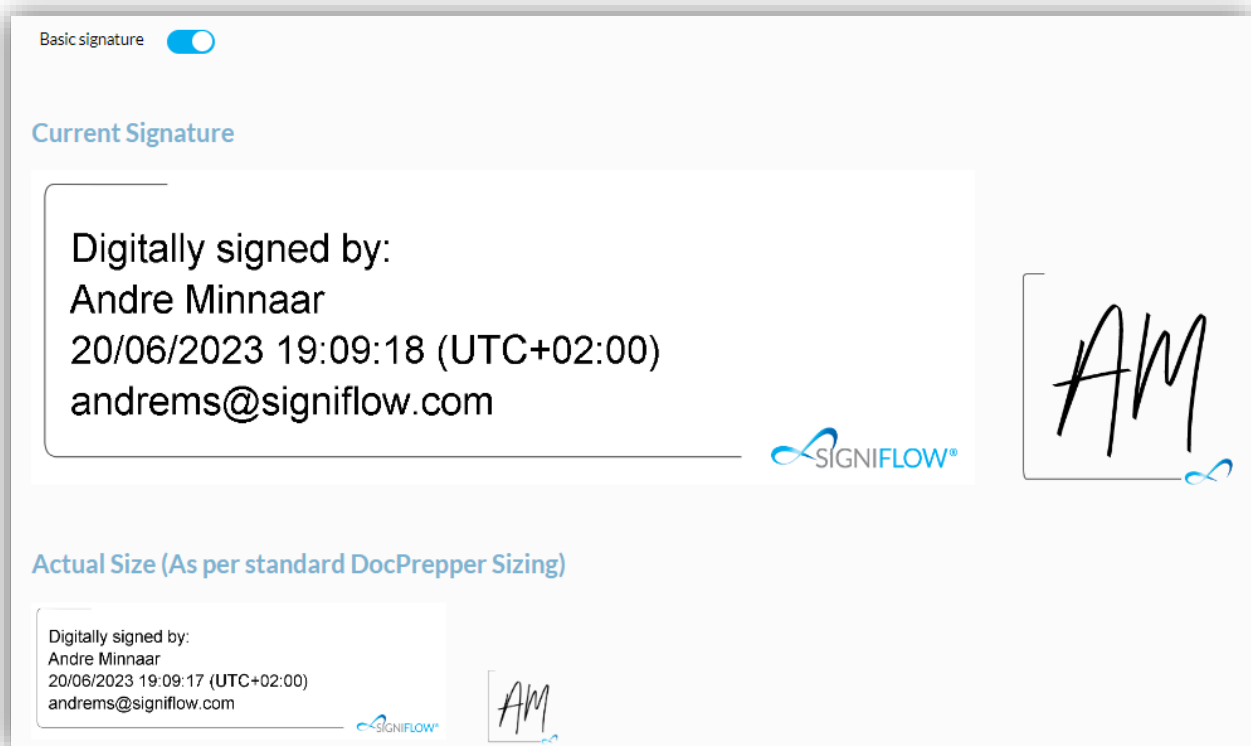 Basic signature
Current Signature
Digitally signed by:
Andre Minnaar
20/06/2023 19:09:18 (UTC+02:00)
andrems@signiflow.com
SIGNIFLOW®
AM
Actual Size (As per standard DocPrepper Sizing)
Digitally signed by:
Andre Minnaar
20/06/2023 19:09:17 (UTC+02:00)
andrems@signiflow.com
SIGNIFLOW®
AM